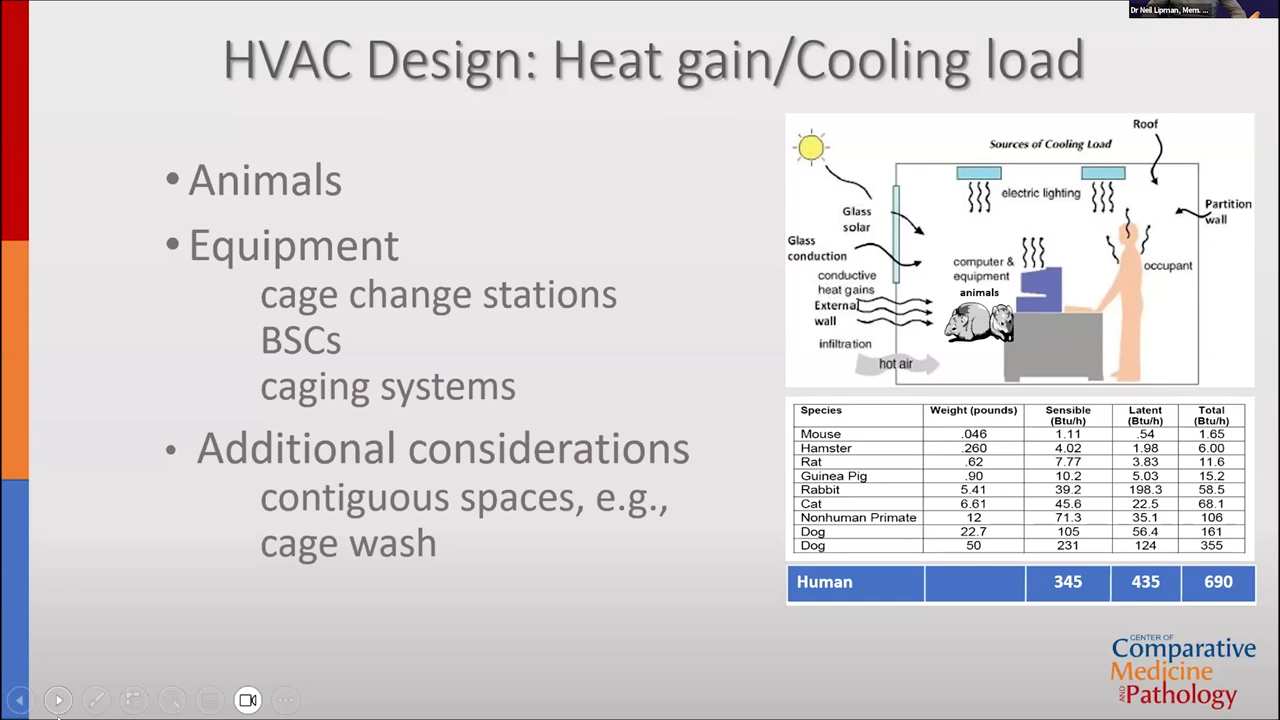 Dr Neil Lipman, Mem. ...
HVAC Design: Heat gain/Cooling load
• Animals
• Equipment
cage change stations
BSCs
caging systems
• Additional considerations
contiguous spaces, e.g.,
cage wash
Sources of Cooling Load
Roof
electric lighting
Partition
wall
Glass
solar
Glass
conduction
occupant
computer &
equipment
animals
conductive
heat gains
External
wall
infiltration
hot air
Species Weight (pounds) Sensible (Btu/h) Latent (Btu/h) Total (Btu/h)
Mouse .046 1.11 .54 1.65
Hamster .260 4.02 1.98 6.00
Rat .62 7.77 3.83 11.6
Guinea Pig .90 10.2 5.03 15.2
Rabbit 5.41 39.2 198.3 58.5
Cat 6.61 45.6 22.5 68.1
Nonhuman Primate 12 71.3 35.1 106
Dog 22.7 105 56.4 161
Dog 50 231 124 355
Human 345 435 690
CENTER OF
Comparative
Medicine
AND Pathology